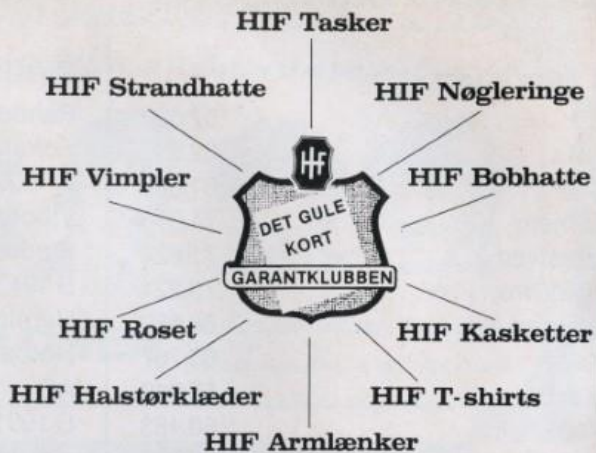 HIF Tasker
HIF Strandhatte
HIF Nøgleringe
HIF Vimpler
HIF Bobhatte
HIF
DET GULE
KORT
GARANTKLUBBEN
HIF Roset
HIF Kasketter
HIF Halstørklæder
HIF T-shirts
HIF Armlænker